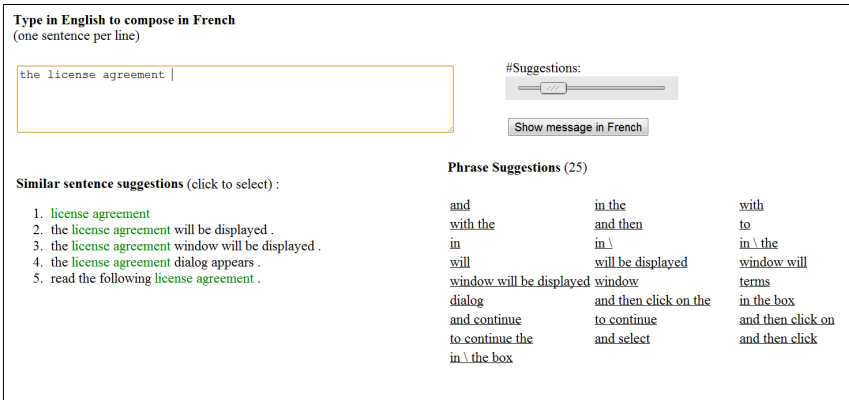 Type in English to compose in French
(one sentence per line)
the license agreement
#Suggestions:
Show message in French
Similar sentence suggestions (click to select) :
1. license agreement
2. the license agreement will be displayed .
3. the license agreement window will be displayed .
4. the license agreement dialog appears .
5. read the following license agreement .
Phrase Suggestions (25)
and in the with
with the and then to
in in \ in \ the
will will be displayed window will
window will be displayed window terms
dialog and then click on the in the box
and continue to continue and then click on
to continue the and select and then click
in \ the box